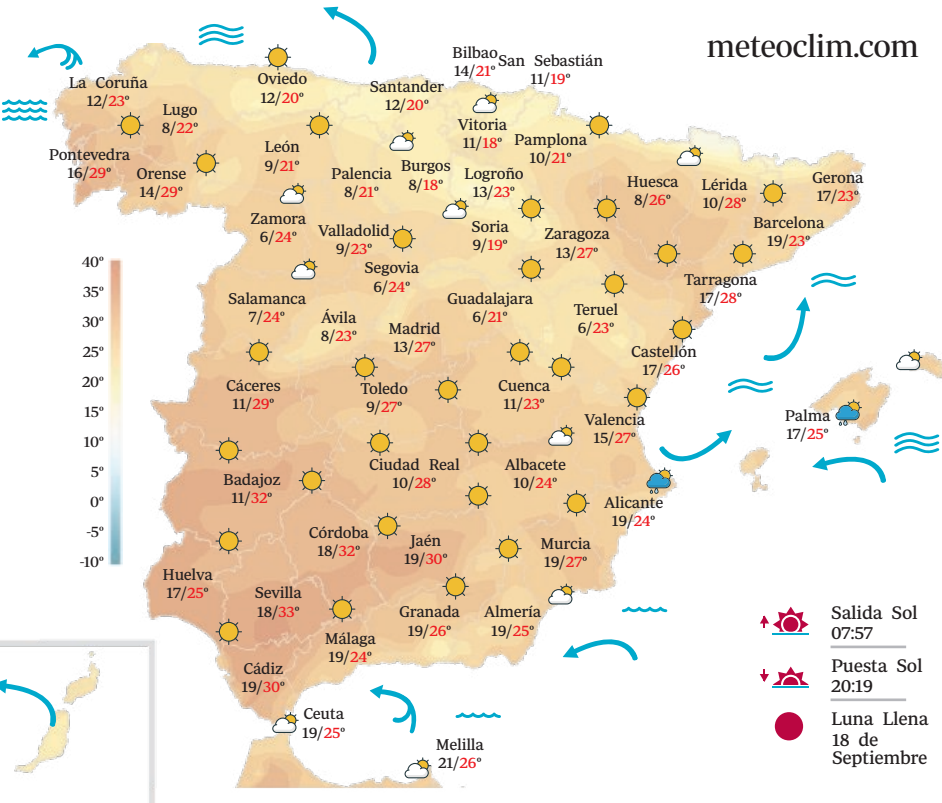 meteoclim.com
Bilbao
14/21°
San Sebastián
11/19°
La Coruña
12/23°
Oviedo
12/20°
Santander
12/20°
Lugo
8/22°
Vitoria
11/18°
Pamplona
10/21°
León
9/21°
Pontevedra
16/29°
Orense
14/29°
Palencia
8/21°
Burgos
8/18°
Logroño
13/23°
Huesca
8/26°
Lérida
10/28°
Gerona
17/23°
Zamora
6/24°
Valladolid
9/23°
Soria
9/19°
Zaragoza
13/27°
Barcelona
19/23°
Segovia
6/24°
Tarragona
17/28°
Salamanca
7/24°
Ávila
8/23°
Madrid
13/27°
Guadalajara
6/21°
Teruel
6/23°
Castellón
17/26°
Cáceres
11/29°
Toledo
9/27°
Cuenca
11/23°
Valencia
15/27°
Palma
17/25°
Badajoz
11/32°
Ciudad Real
10/28°
Albacete
10/24°
Alicante
19/24°
Córdoba
18/32°
Jaén
19/30°
Murcia
19/27°
Huelva
17/25°
Sevilla
18/33°
Granada
19/26°
Almería
19/25°
Málaga
19/24°
Cádiz
19/30°
Ceuta
19/25°
Melilla
21/26°
40°
35°
30°
25°
20°
15°
10°
5°
0°
-5°
-10°
Salida Sol
07:57
Puesta Sol
20:19
Luna Llena
18 de
Septiembre